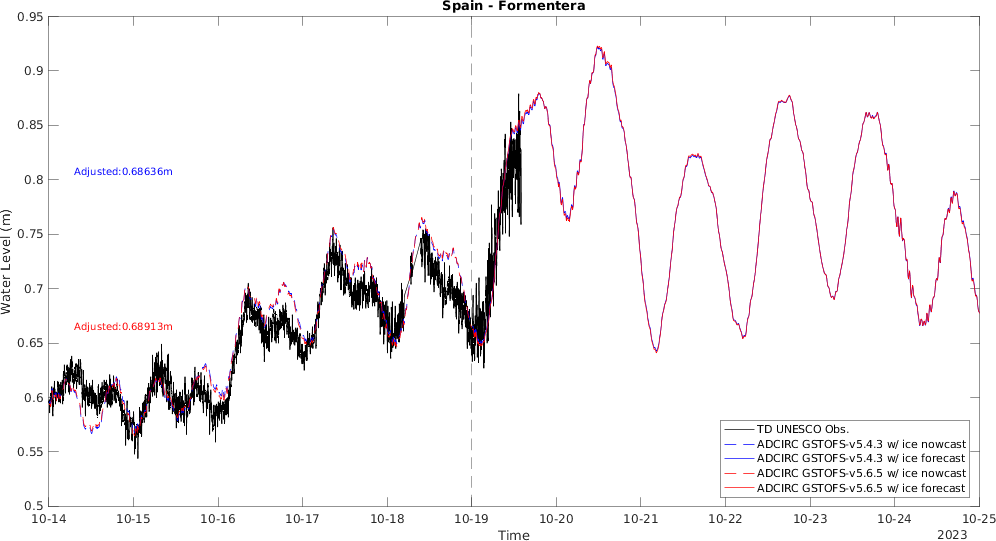 Spain - Formentera
0.95
0.9
0.85
0.8
0.75
0.7
0.65
0.6
0.55
0.5
Water Level (m)
Adjusted:0.68636m
Adjusted:0.68913m
TD UNESCO Obs.
ADCIRC GSTOFS-v5.4.3 w/ ice nowcast
ADCIRC GSTOFS-v5.4.3 w/ ice forecast
ADCIRC GSTOFS-v5.6.5 w/ ice nowcast
ADCIRC GSTOFS-v5.6.5 w/ ice forecast
10-14 10-15 10-16 10-17 10-18 10-19 10-20 10-21 10-22 10-23 10-24 10-25
Time
2023